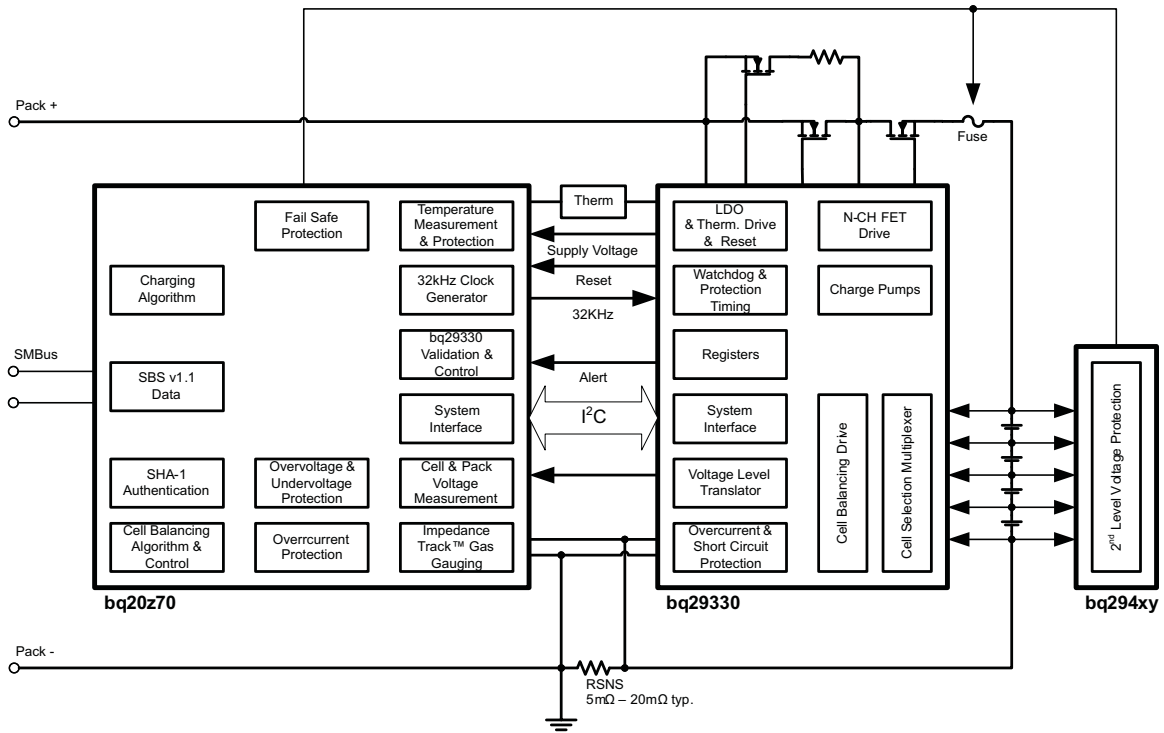 Pack +
Fuse
Fail Safe
Protection
Temperature
Measurement
& Protection
Therm
LDO
& Therm. Drive
& Reset
N-CH FET
Drive
Supply Voltage
Charging
Algorithm
32kHz Clock
Generator
Reset
32KHz
Watchdog &
Protection
Timing
Charge Pumps
SMBus
SBS v1.1
Data
bq29330
Validation &
Control
Alert
Registers
System
Interface
I²C
System
Interface
Cell Balancing Drive
Cell Selection Multiplexer
2nd Level Voltage Protection
SHA-1
Authentication
Overvoltage &
Undervoltage
Protection
Cell & Pack
Voltage
Measurement
Voltage Level
Translator
Cell Balancing
Algorithm &
Control
Overcurrent
Protection
Impedance
Track™ Gas
Gauging
Overcurrent &
Short Circuit
Protection
bq20z70
bq29330
bq294xy
Pack -
RSNS
5mΩ – 20mΩ typ.